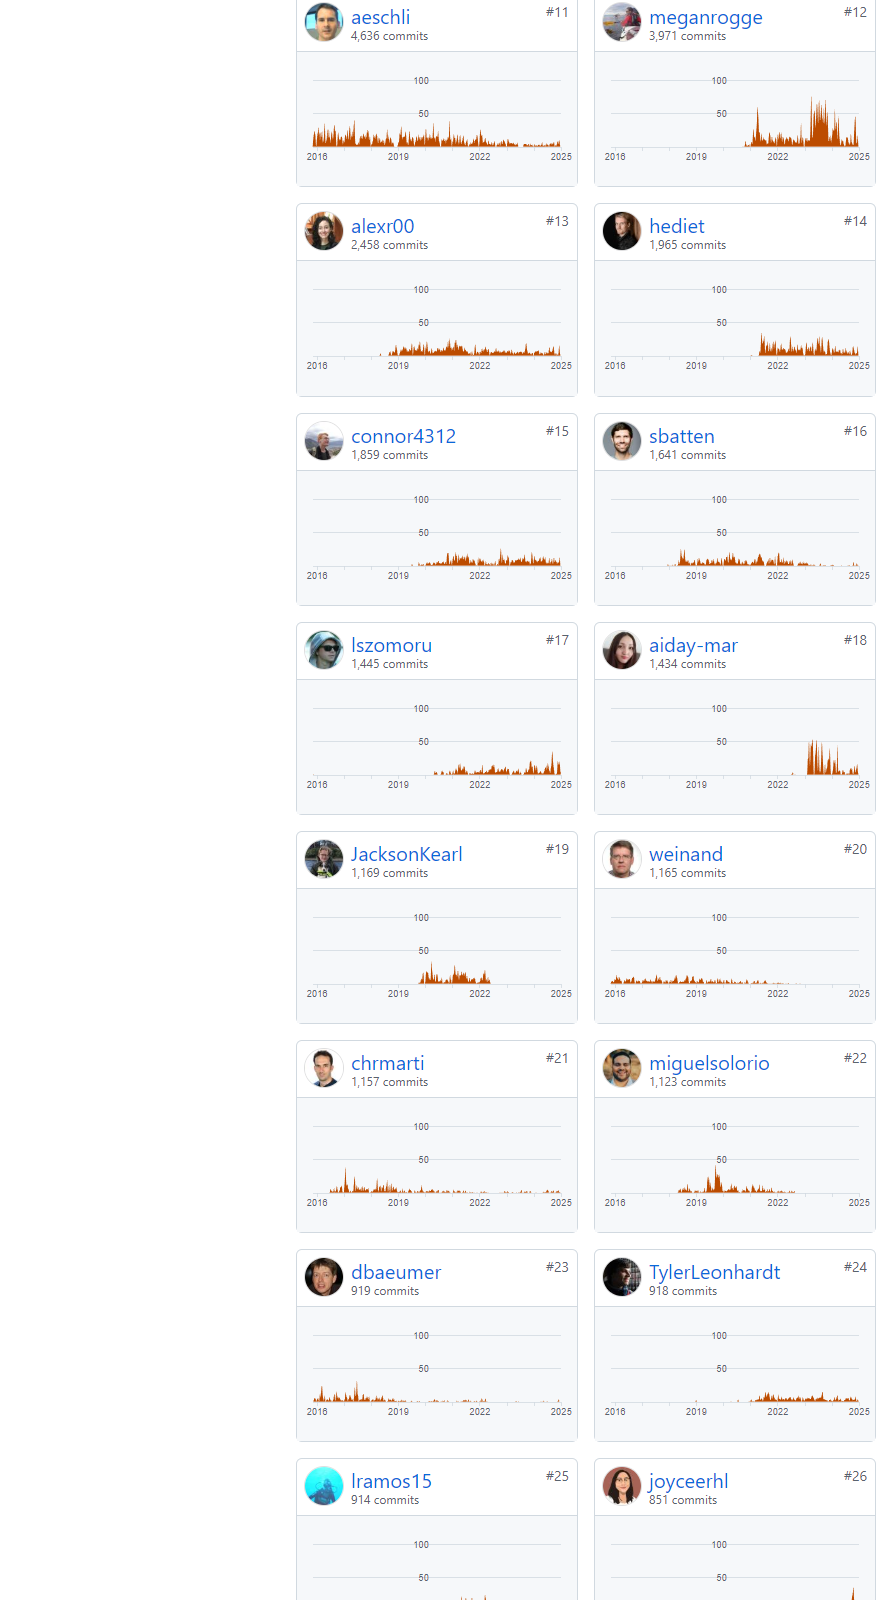 aeschli #11
4,636 commits
100
50
2016 2019 2022 2025
meganrogge #12
3,971 commits
100
50
2016 2019 2022 2025
alexr00 #13
2,458 commits
100
50
2016 2019 2022 2025
hediet #14
1,965 commits
100
50
2016 2019 2022 2025
connor4312 #15
1,859 commits
100
50
2016 2019 2022 2025
sbatten #16
1,641 commits
100
50
2016 2019 2022 2025
lszomoru #17
1,445 commits
100
50
2016 2019 2022 2025
aiday-mar #18
1,434 commits
100
50
2016 2019 2022 2025
JacksonKearl #19
1,169 commits
100
50
2016 2019 2022 2025
weinand #20
1,165 commits
100
50
2016 2019 2022 2025
chrmarti #21
1,157 commits
100
50
2016 2019 2022 2025
miguelsolorio #22
1,123 commits
100
50
2016 2019 2022 2025
dbaeumer #23
919 commits
100
50
2016 2019 2022 2025
TylerLeonhardt #24
918 commits
100
50
2016 2019 2022 2025
lramos15 #25
914 commits
100
50
joyceerhl #26
851 commits
100
50